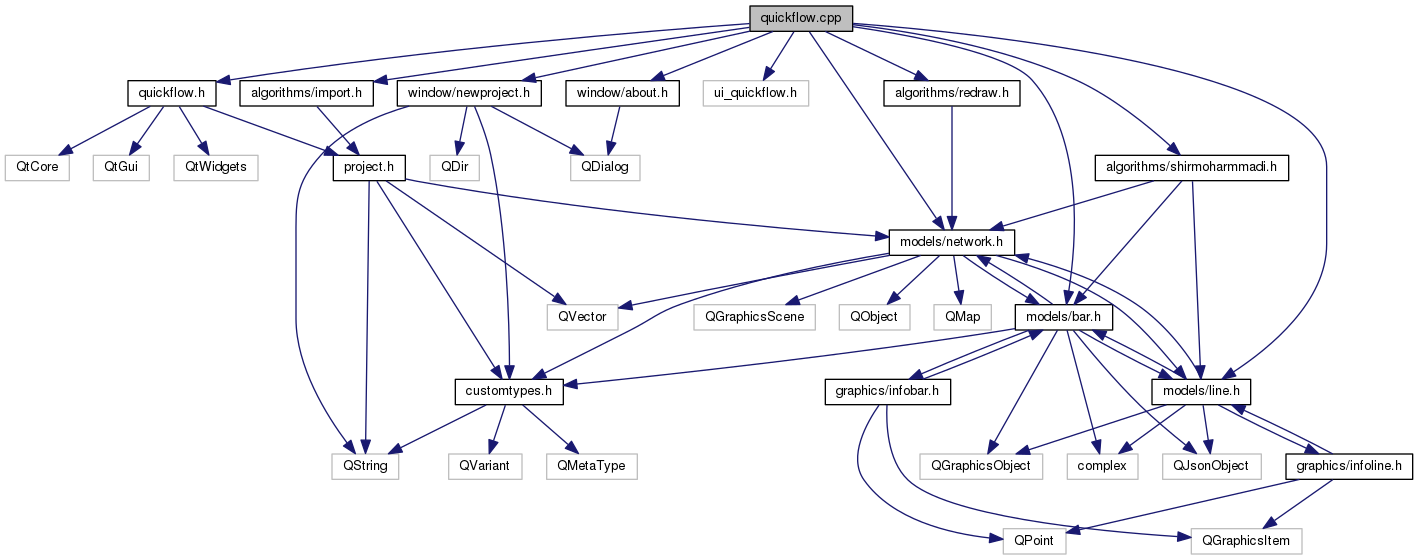 quickflow.cpp
quickflow.h
algorithms/import.h
window/newproject.h
window/about.h
ui_quickflow.h
algorithms/redraw.h
QtCore
QtGui
QtWidgets
project.h
QDir
QDialog
algorithms/shirmoharmmadi.h
models/network.h
QVector
QGraphicsScene
QObject
QMap
models/bar.h
customtypes.h
graphics/infobar.h
models/line.h
QString
QVariant
QMetaType
QGraphicsObject
complex
QJsonObject
graphics/infoline.h
QPoint
QGraphicsItem